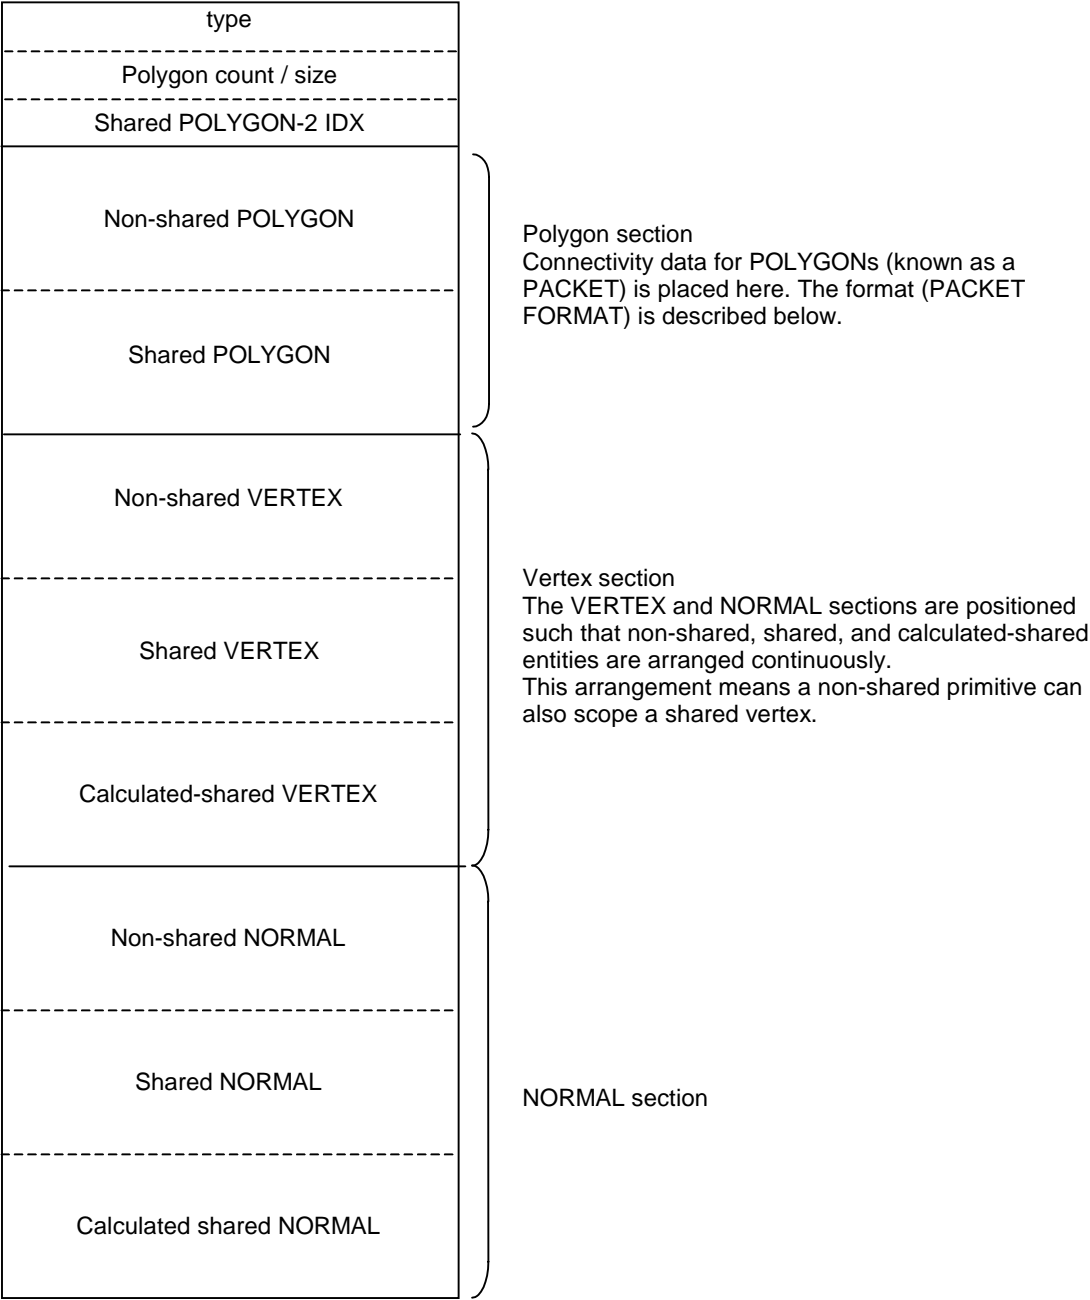 type
Polygon count / size
Shared POLYGON-2 IDX
Non-shared POLYGON
Shared POLYGON
Polygon section
Connectivity data for POLYGONs (known as a
PACKET) is placed here. The format (PACKET
FORMAT) is described below.
Non-shared VERTEX
Shared VERTEX
Calculated-shared VERTEX
Vertex section
The VERTEX and NORMAL sections are positioned
such that non-shared, shared, and calculated-shared
entities are arranged continuously.
This arrangement means a non-shared primitive can
also scope a shared vertex.
Non-shared NORMAL
Shared NORMAL
Calculated shared NORMAL
NORMAL section